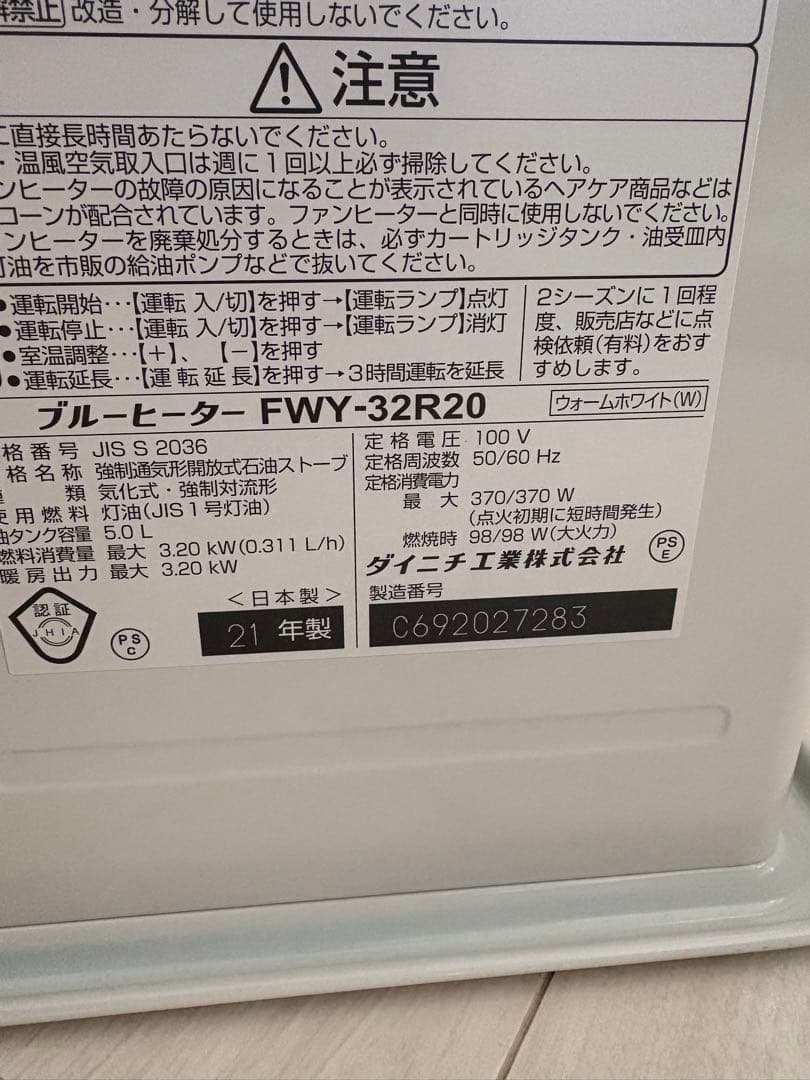 解禁止 改造・分解して使用しないでください。
注意
に直接長時間あたらないでください。
・温風空気取入口は週に1回以上必ず掃除してください。
ンヒーターの故障の原因になることが表示されているヘアケア商品などは
コーンが配合されています。ファンヒーターと同時に使用しないでください。
ンヒーターを廃棄処分するときは、必ずカートリッジタンク・油受皿内
灯油を市販の給油ポンプなどで抜いてください。
●運転開始‥‥【運転 入/切】を押す→【運転ランプ】点灯
●運転停止‥‥【運転 入/切】を押す→【運転ランプ】消灯
●室温調整‥‥【+】、【−】を押す
●運転延長‥‥【運転延長】を押す→3時間運転を延長
2シーズンに1回程
度、販売店などに点
検依頼(有料)をおす
すめします。
ブルーヒーター FWY-32R20 ウォームホワイト(W)
格番号 JIS S 2036
格名称 強制通気形開放式石油ストーブ
類 気化式・強制対流形
使用燃料 灯油(JIS1号灯油)
油タンク容量 5.0 L
燃料消費量 最大 3.20 kW(0.311 L/h)
暖房出力 最大 3.20 kW
定格電圧 100 V
定格周波数 50/60 Hz
定格消費電力
最大 370/370 W
(点火初期に短時間発生)
燃焼時 98/98 W(大火力)
ダイニチ工業株式会社
PS
E
認証
JHIA
PS
C
<日本製>
21 年製
製造番号
C692027283